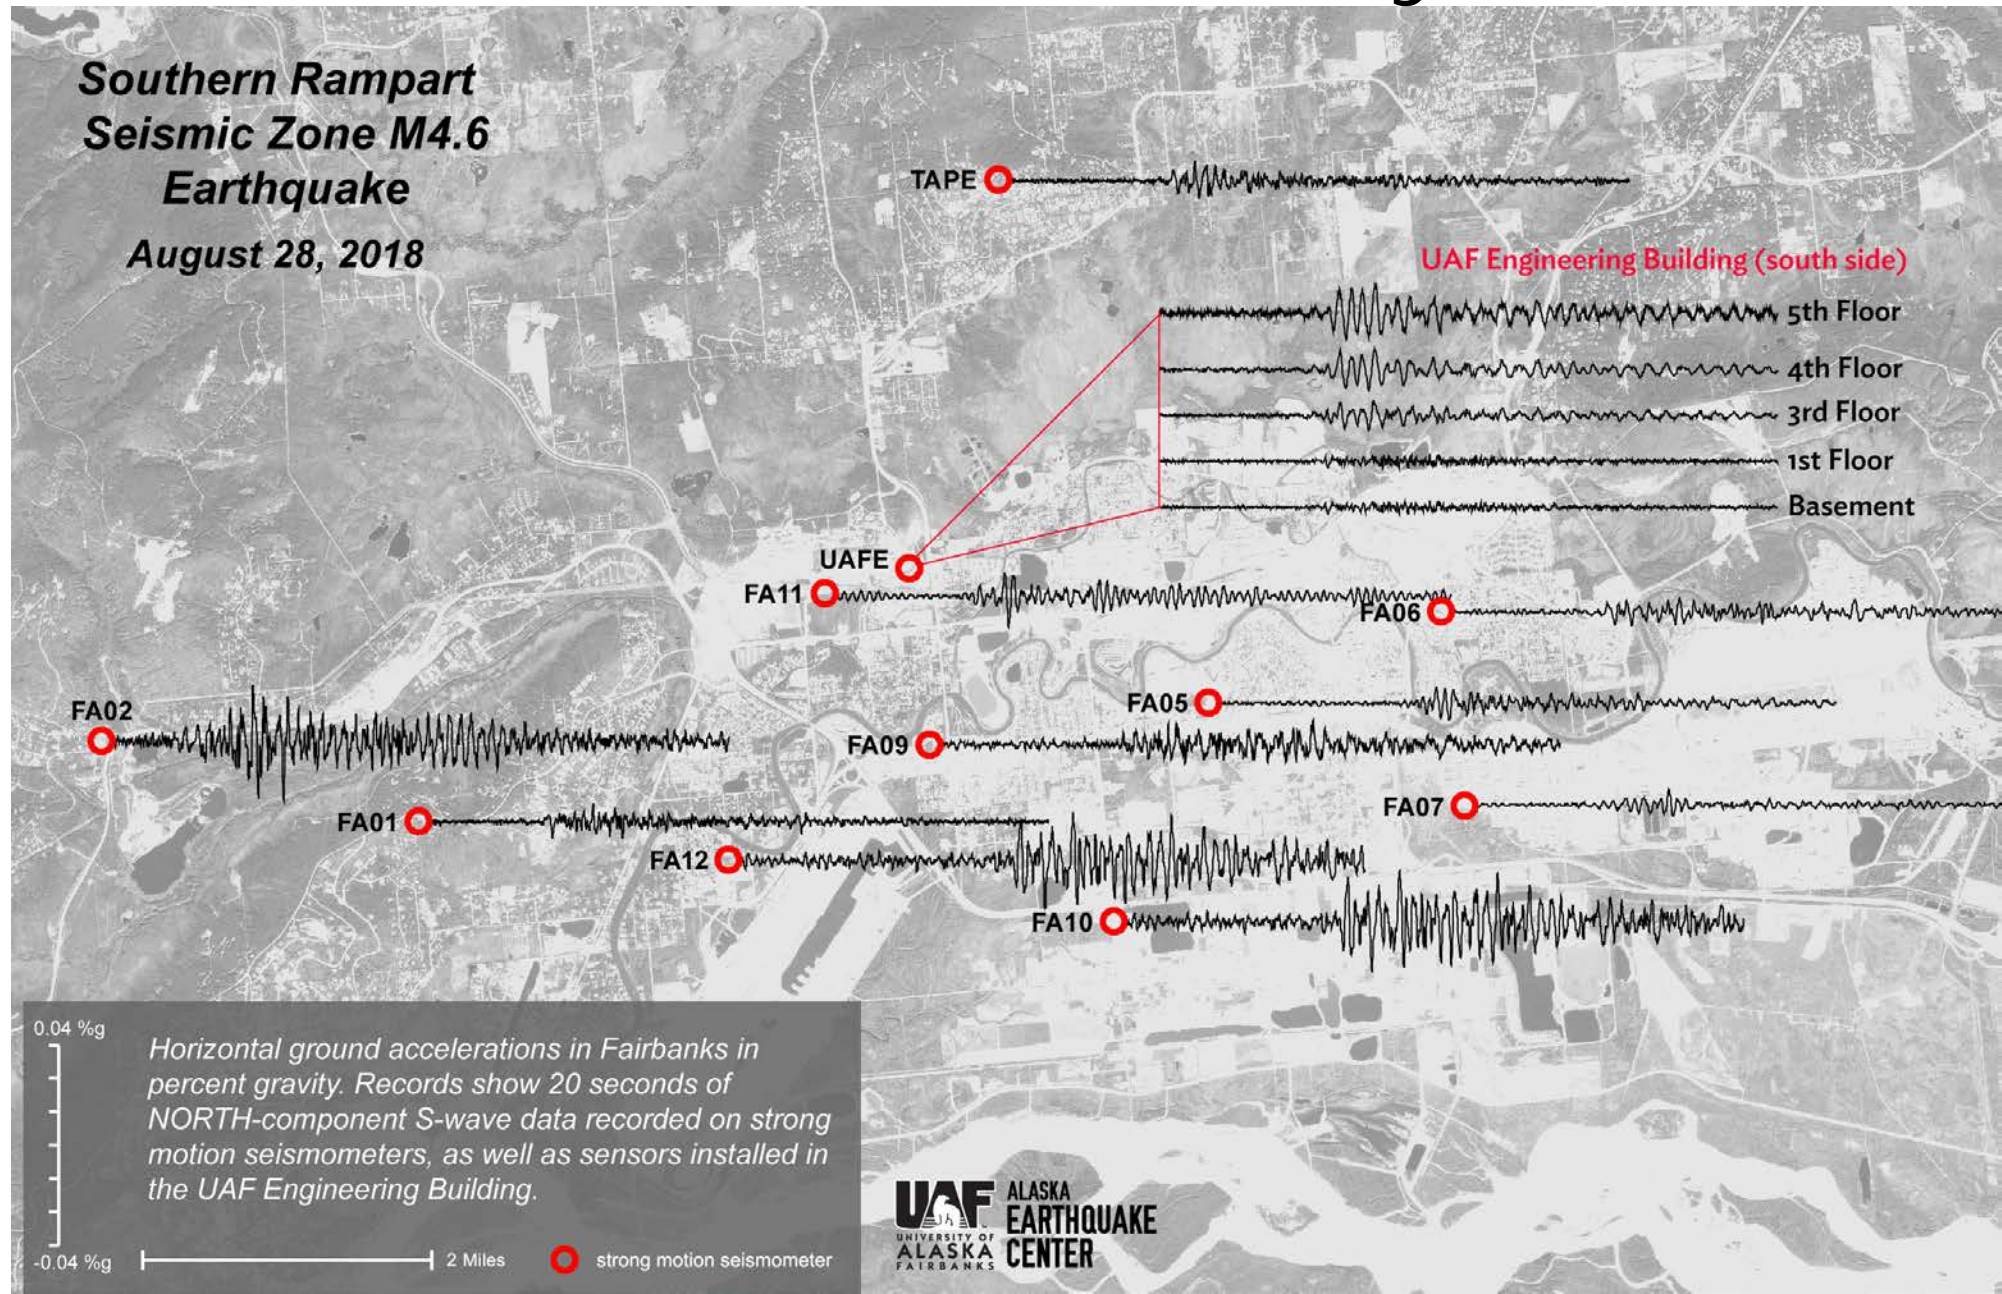 Southern Rampart
Seismic Zone M4.6
Earthquake
August 28, 2018
TAPE
UAF Engineering Building (south side)
5th Floor
4th Floor
3rd Floor
1st Floor
Basement
UAFE
FA11
FA06
FA02
FA05
FA09
FA07
FA01
FA12
FA10
0.04 %g
Horizontal ground accelerations in Fairbanks in
percent gravity. Records show 20 seconds of
NORTH-component S-wave data recorded on strong
motion seismometers, as well as sensors installed in
the UAF Engineering Building.
-0.04 %g
2 Miles
strong motion seismometer
UAF
UNIVERSITY OF
ALASKA
FAIRBANKS
ALASKA
EARTHQUAKE
CENTER